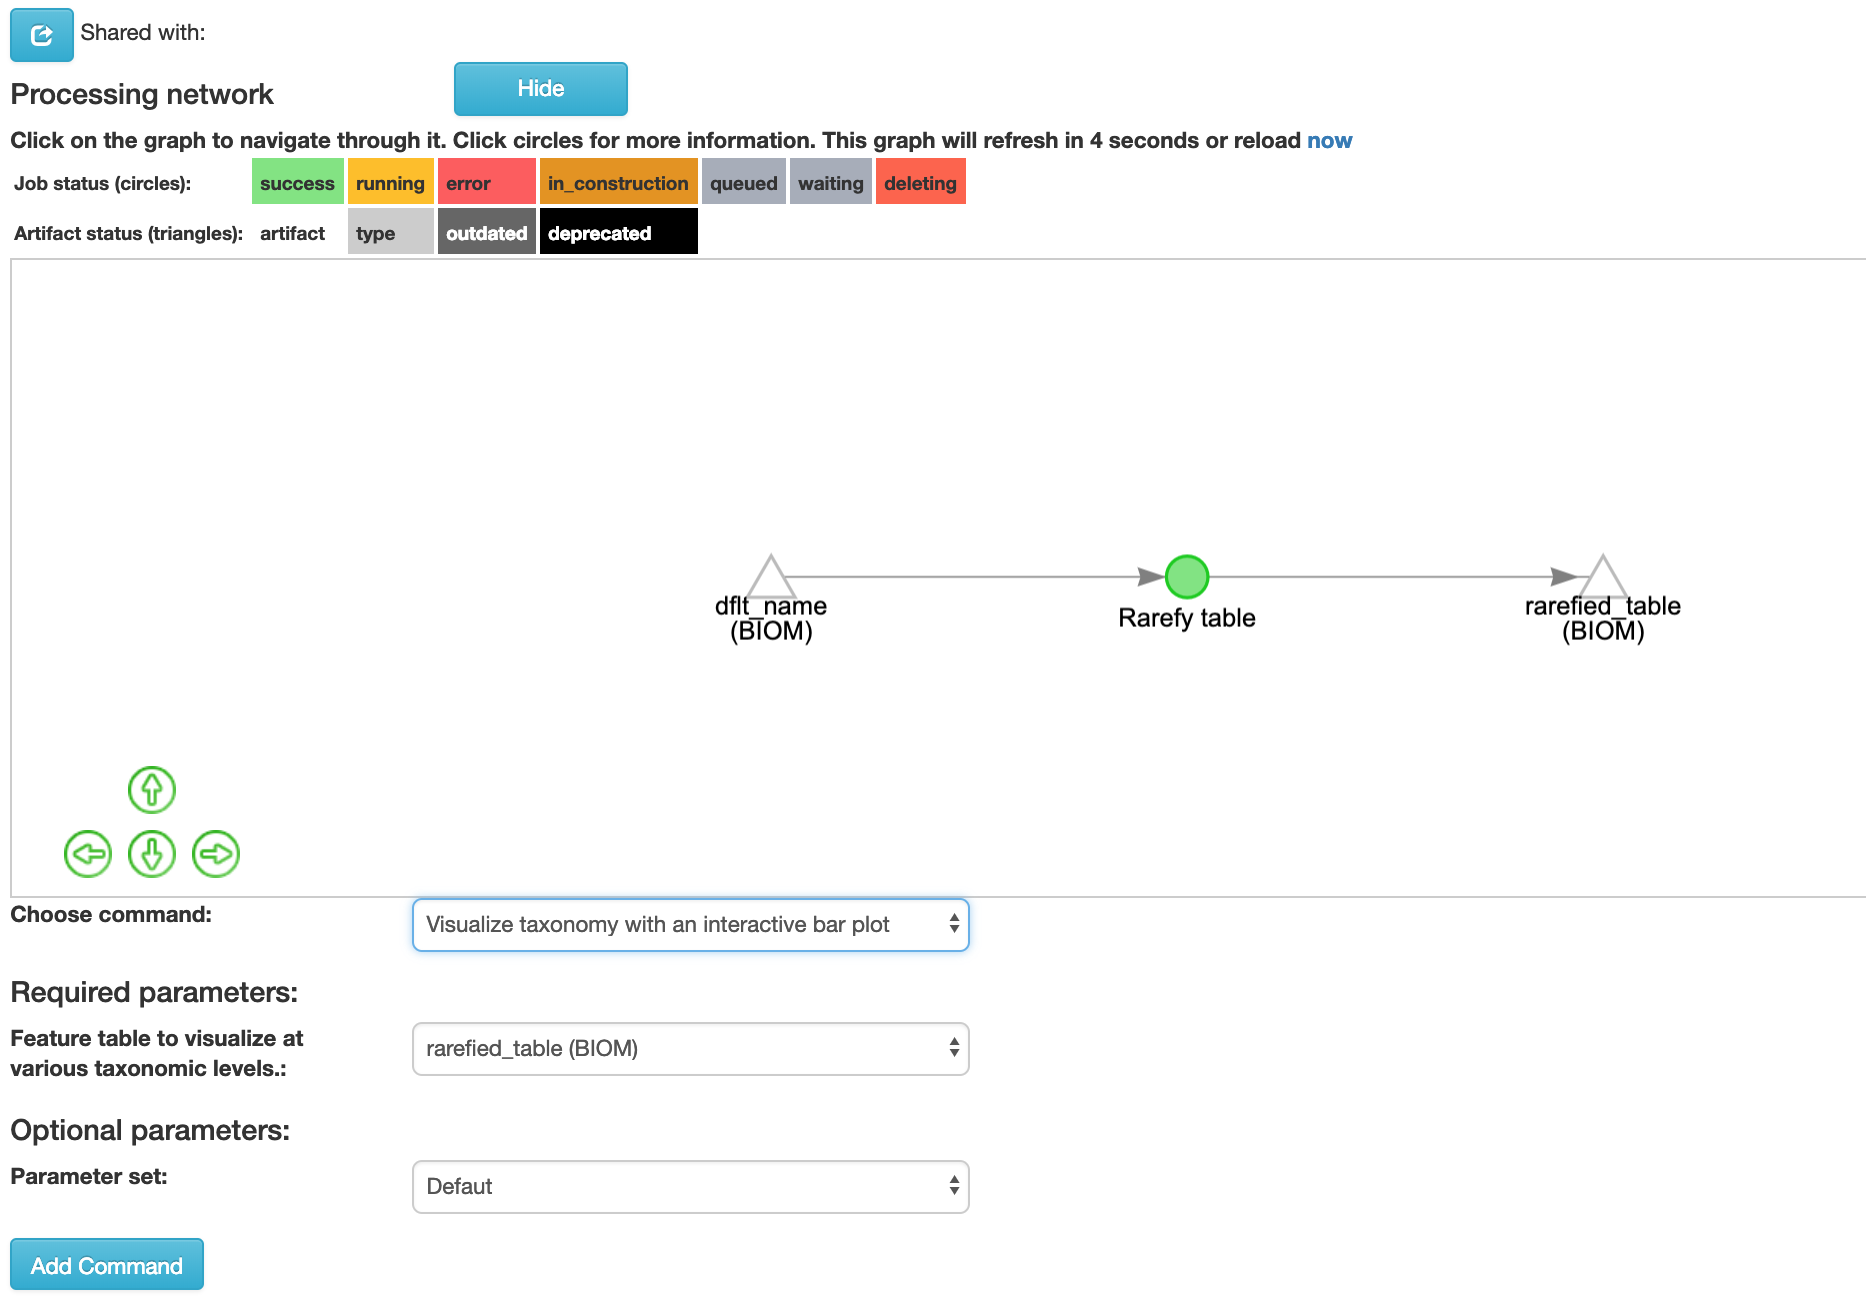 Shared with:
Processing network
Hide
Click on the graph to navigate through it. Click circles for more information. This graph will refresh in 4 seconds or reload now
Job status (circles): success running error in_construction queued waiting deleting
Artifact status (triangles): artifact type outdated deprecated
dflt_name
(BIOM)
Rarefy table
rarefied_table
(BIOM)
Choose command: Visualize taxonomy with an interactive bar plot
Required parameters:
Feature table to visualize at
various taxonomic levels.:
rarefied_table (BIOM)
Optional parameters:
Parameter set: Defaut
Add Command